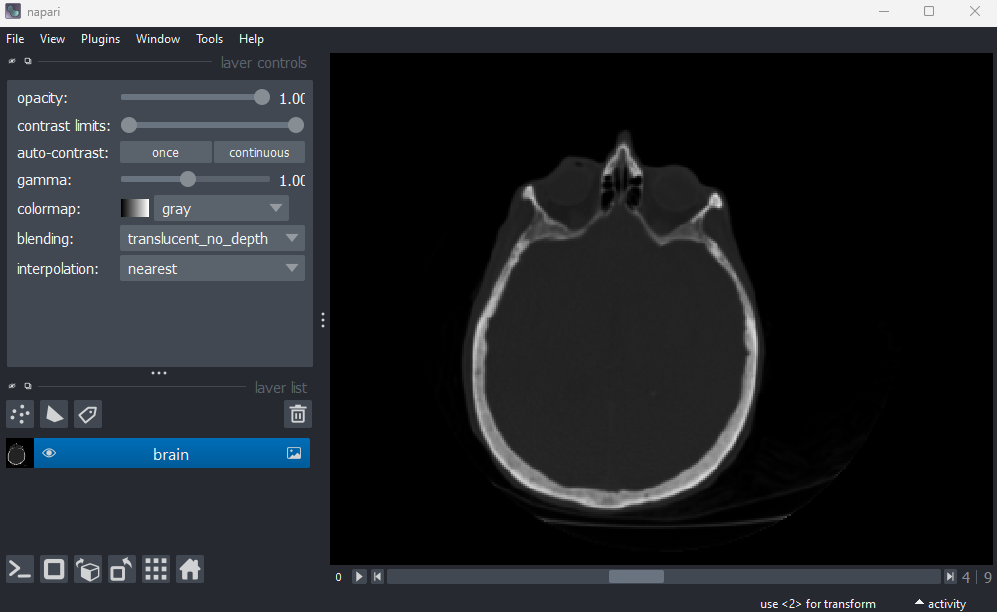 napari
File View Plugins Window Tools Help
layer controls
opacity: 1.00
contrast limits:
auto-contrast: once continuous
gamma: 1.00
colormap: gray
blending: translucent_no_depth
interpolation: nearest
layer list
brain
0 4 9
use <2> for transform activity